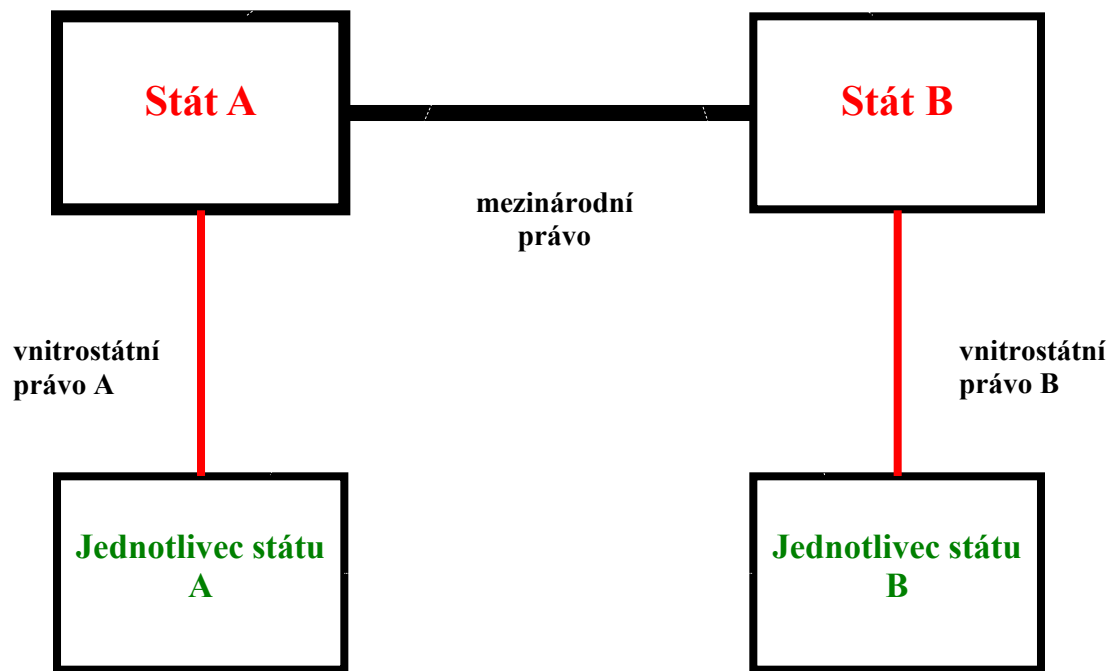 Stát A
Stát B
mezinárodní
právo
vnitrostátní
právo A
vnitrostátní
právo B
Jednotlivec státu
A
Jednotlivec státu
B